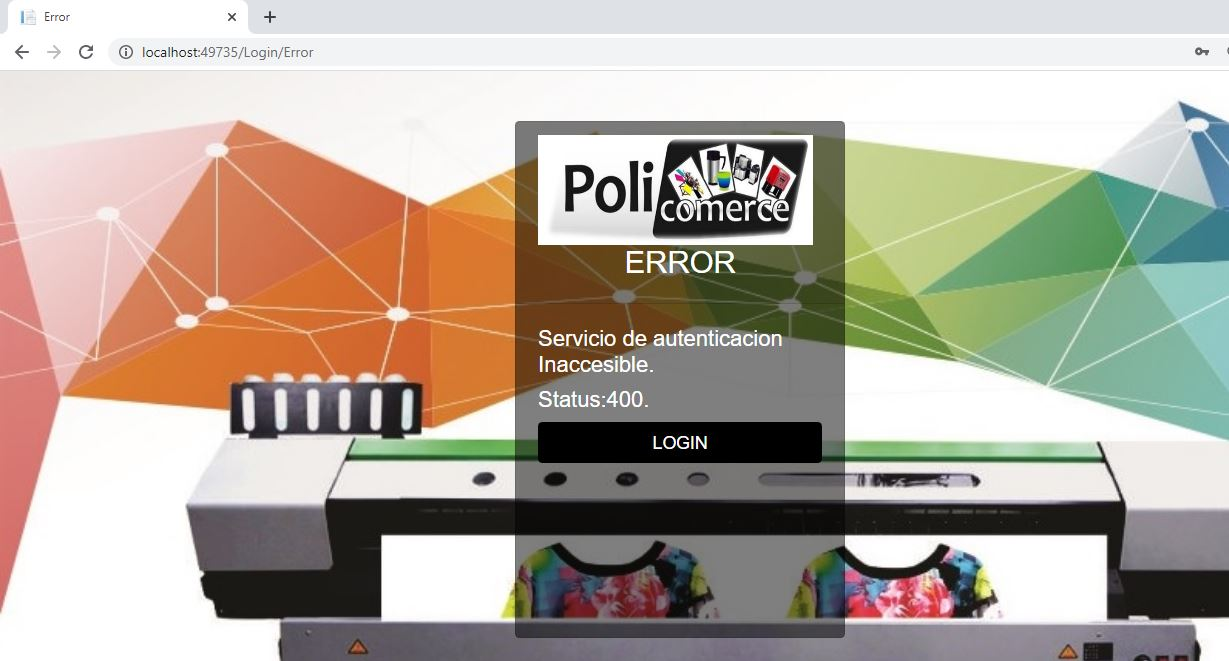 Error
localhost:49735/Login/Error
Poli
comerce
ERROR
Servicio de autenticacion
Inaccesible.
Status:400.
LOGIN